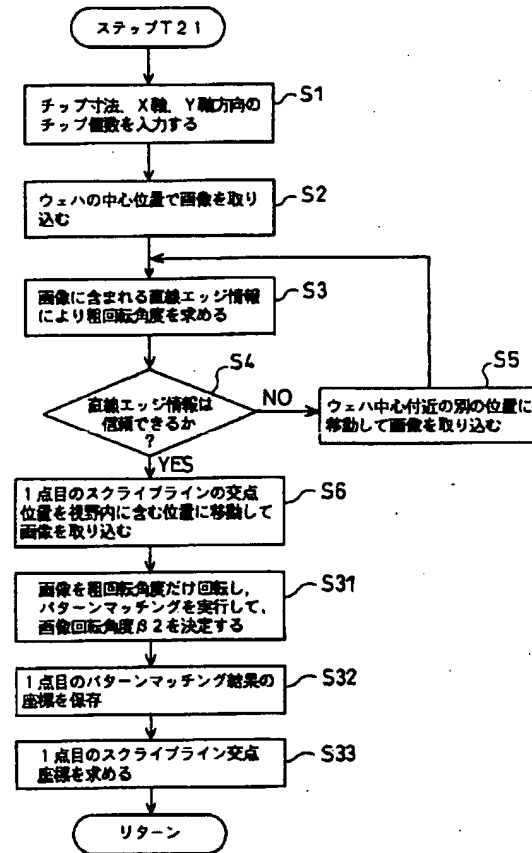 ステップT21
チップ寸法、X軸、Y軸方向の
チップ個数を入力する
S1
ウェハの中心位置で画像を取り
込む
S2
画像に含まれる直線エッジ情報
により粗回転角度を求める
S3
直線エッジ情報は
信頼できるか
?
S4
NO
YES
ウェハ中心付近の別の位置に
移動して画像を取り込む
S5
1点目のスクライブラインの交点
位置を視野内に含む位置に移動して
画像を取り込む
S6
画像を粗回転角度だけ回転し,
パターンマッチングを実行して、
画像回転角度β2を決定する
S31
1点目のパターンマッチング結果の
座標を保存
S32
1点目のスクライブライン交点
座標を求める
S33
リターン